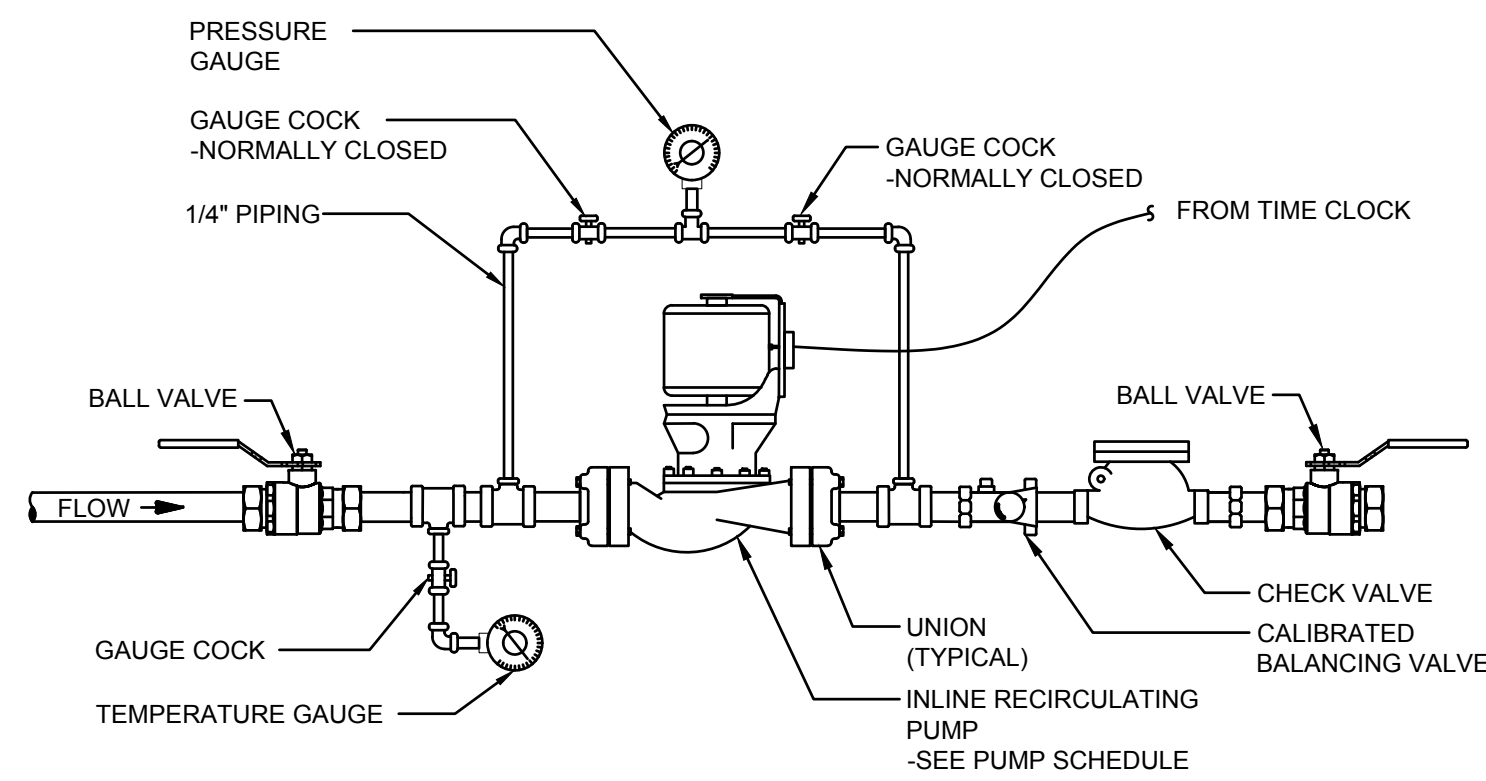 PRESSURE
GAUGE
GAUGE COCK
-NORMALLY CLOSED
GAUGE COCK
-NORMALLY CLOSED
1/4" PIPING
FROM TIME CLOCK
BALL VALVE
BALL VALVE
FLOW
CHECK VALVE
UNION
(TYPICAL)
CALIBRATED
BALANCING VALVE
GAUGE COCK
TEMPERATURE GAUGE
INLINE RECIRCULATING
PUMP
-SEE PUMP SCHEDULE